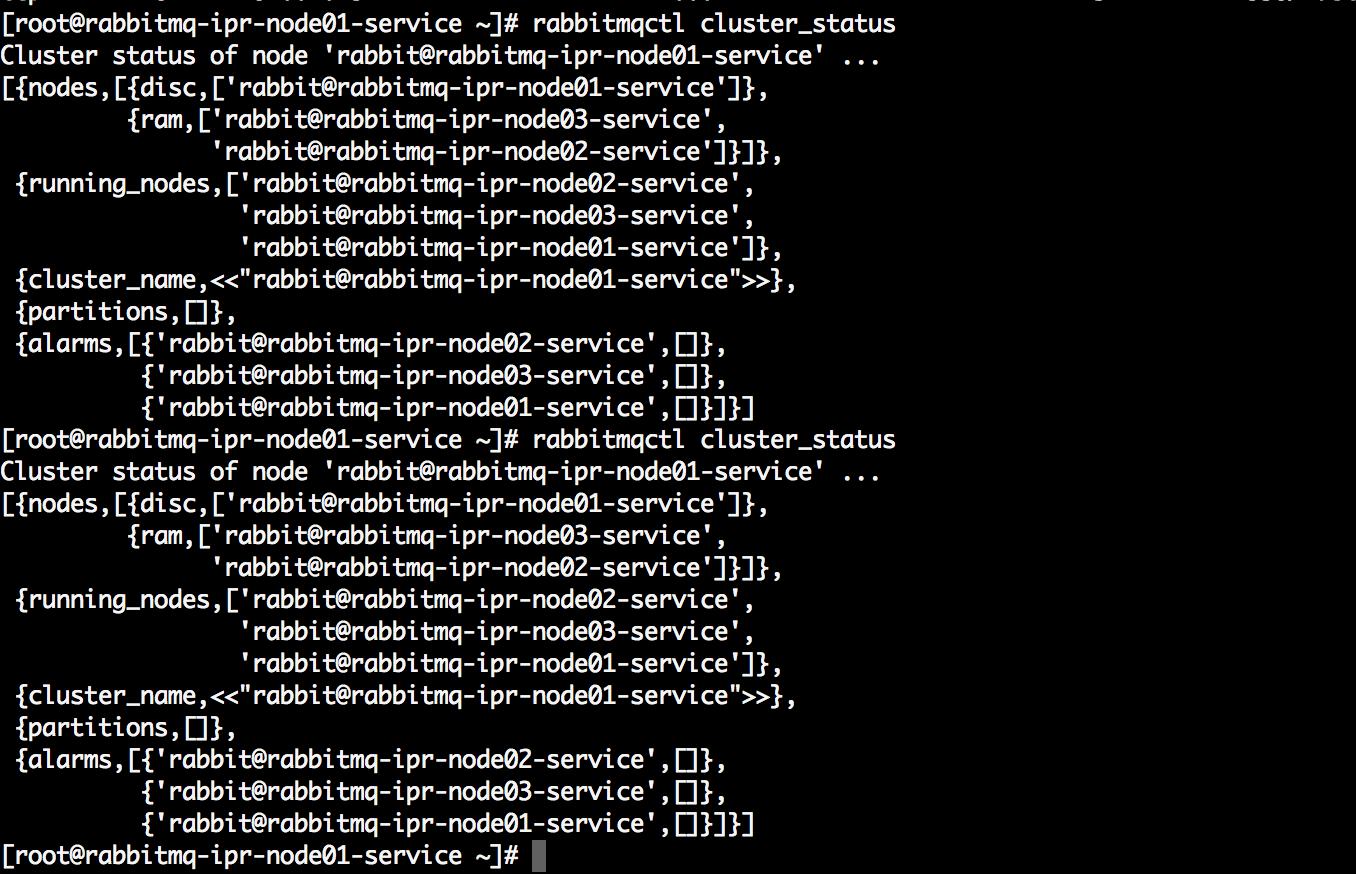 [root@rabbitmq-ipr-node01-service ~]# rabbitmqctl cluster_status
Cluster status of node 'rabbit@rabbitmq-ipr-node01-service' ...
[{nodes,[{disc,['rabbit@rabbitmq-ipr-node01-service']},
         {ram,['rabbit@rabbitmq-ipr-node03-service',
               'rabbit@rabbitmq-ipr-node02-service']}]},
 {running_nodes,['rabbit@rabbitmq-ipr-node02-service',
                 'rabbit@rabbitmq-ipr-node03-service',
                 'rabbit@rabbitmq-ipr-node01-service']},
 {cluster_name,<<"rabbit@rabbitmq-ipr-node01-service">>},
 {partitions,[]},
 {alarms,[{'rabbit@rabbitmq-ipr-node02-service',[]},
          {'rabbit@rabbitmq-ipr-node03-service',[]},
          {'rabbit@rabbitmq-ipr-node01-service',[]}]}]
[root@rabbitmq-ipr-node01-service ~]# rabbitmqctl cluster_status
Cluster status of node 'rabbit@rabbitmq-ipr-node01-service' ...
[{nodes,[{disc,['rabbit@rabbitmq-ipr-node01-service']},
         {ram,['rabbit@rabbitmq-ipr-node03-service',
               'rabbit@rabbitmq-ipr-node02-service']}]},
 {running_nodes,['rabbit@rabbitmq-ipr-node02-service',
                 'rabbit@rabbitmq-ipr-node03-service',
                 'rabbit@rabbitmq-ipr-node01-service']},
 {cluster_name,<<"rabbit@rabbitmq-ipr-node01-service">>},
 {partitions,[]},
 {alarms,[{'rabbit@rabbitmq-ipr-node02-service',[]},
          {'rabbit@rabbitmq-ipr-node03-service',[]},
          {'rabbit@rabbitmq-ipr-node01-service',[]}]}]
[root@rabbitmq-ipr-node01-service ~]#